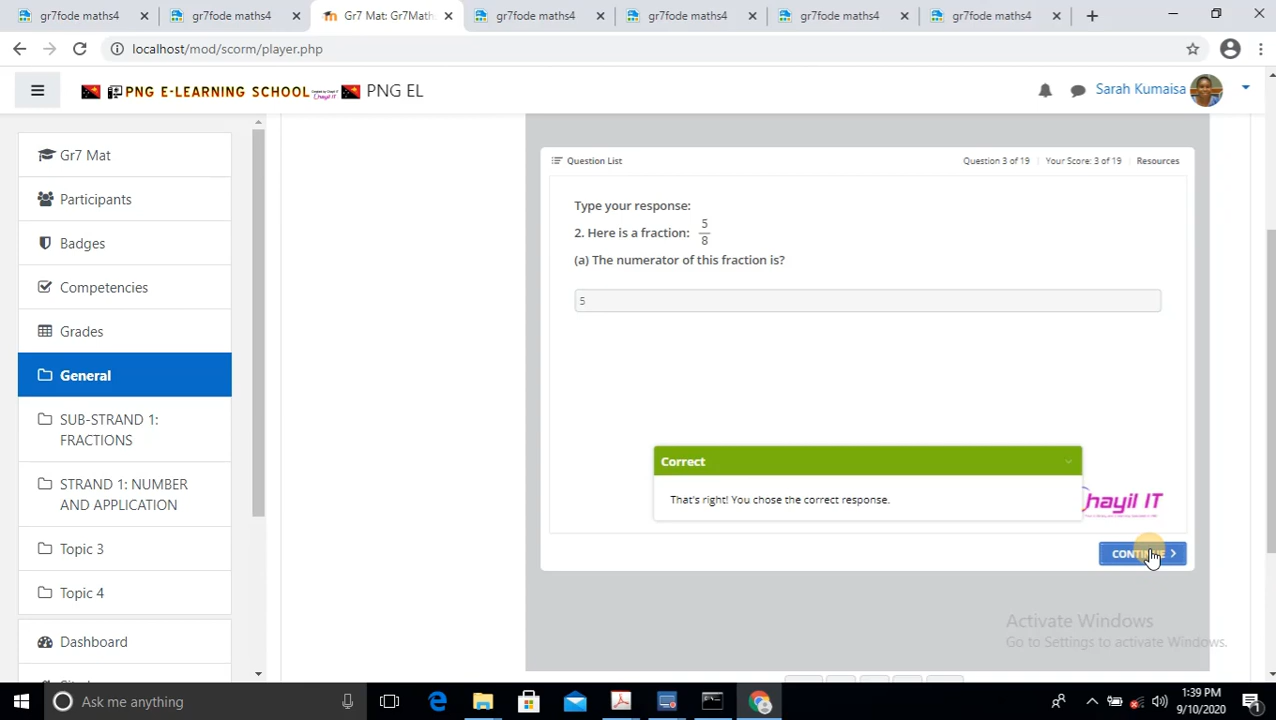 gr7fode maths4
gr7fode maths4
Gr7 Mat: Gr7Math
gr7fode maths4
gr7fode maths4
gr7fode maths4
gr7fode maths4
localhost/mod/scorm/player.php
PNG E-LEARNING SCHOOL
PNG EL
Sarah Kumaisa
Gr7 Mat
Participants
Badges
Competencies
Grades
General
SUB-STRAND 1:
FRACTIONS
STRAND 1: NUMBER
AND APPLICATION
Topic 3
Topic 4
Dashboard
Question List
Question 3 of 19
Your Score: 3 of 19
Resources
Type your response:
2. Here is a fraction: 5/8
(a) The numerator of this fraction is?
5
Correct
That's right! You chose the correct response.
hayil IT
CONTINUE
Activate Windows
Go to Settings to activate Windows.
Ask me anything
1:39 PM
9/10/2020